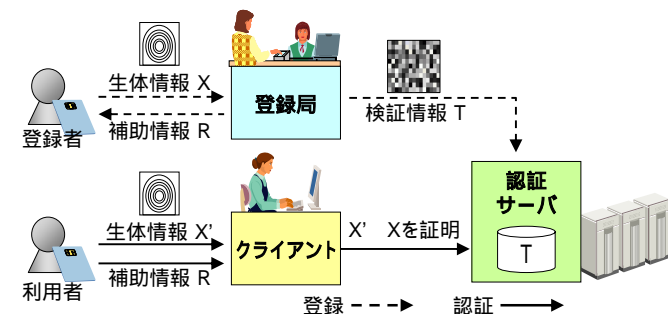 生体情報 X
登録局
検証情報 T
補助情報 R
登録者
認証
サーバ
T
生体情報 X'
クライアント
X' Xを証明
補助情報 R
利用者
登録
認証